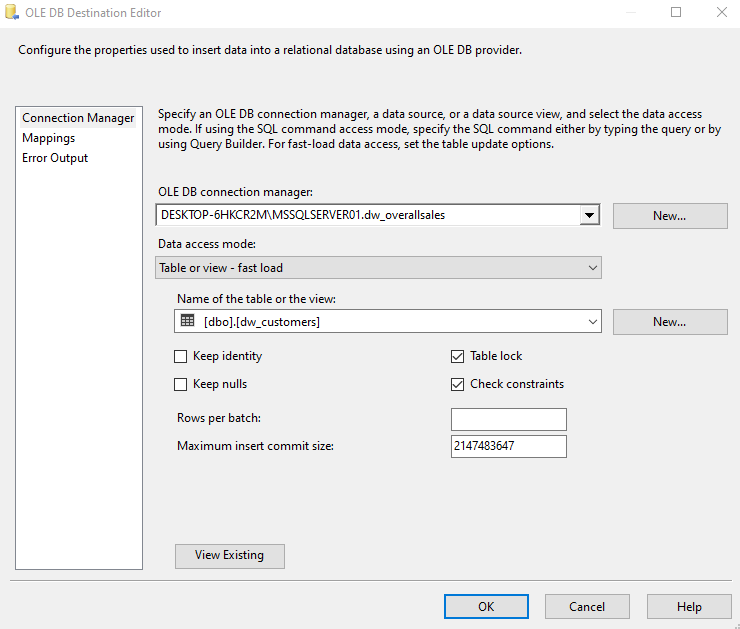 OLE DB Destination Editor
Configure the properties used to insert data into a relational database using an OLE DB provider.
Connection Manager
Mappings
Error Output
Specify an OLE DB connection manager, a data source, or a data source view, and select the data access
mode. If using the SQL command access mode, specify the SQL command either by typing the query or by
using Query Builder. For fast-load data access, set the table update options.
OLE DB connection manager:
DESKTOP-6HKCR2M\MSSQLSERVER01.dw_overallsales
New...
Data access mode:
Table or view - fast load
Name of the table or the view:
[dbo].[dw_customers]
New...
Keep identity
Table lock
Keep nulls
Check constraints
Rows per batch:
Maximum insert commit size:
2147483647
View Existing
OK
Cancel
Help